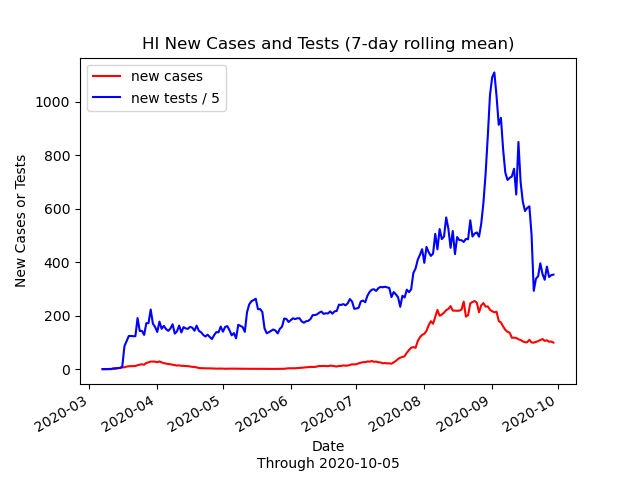 HI New Cases and Tests (7-day rolling mean)
new cases
new tests / 5
New Cases or Tests
1000
800
600
400
200
0
2020-03
2020-04
2020-05
2020-06
2020-07
2020-08
2020-09
2020-10
Date
Through 2020-10-05